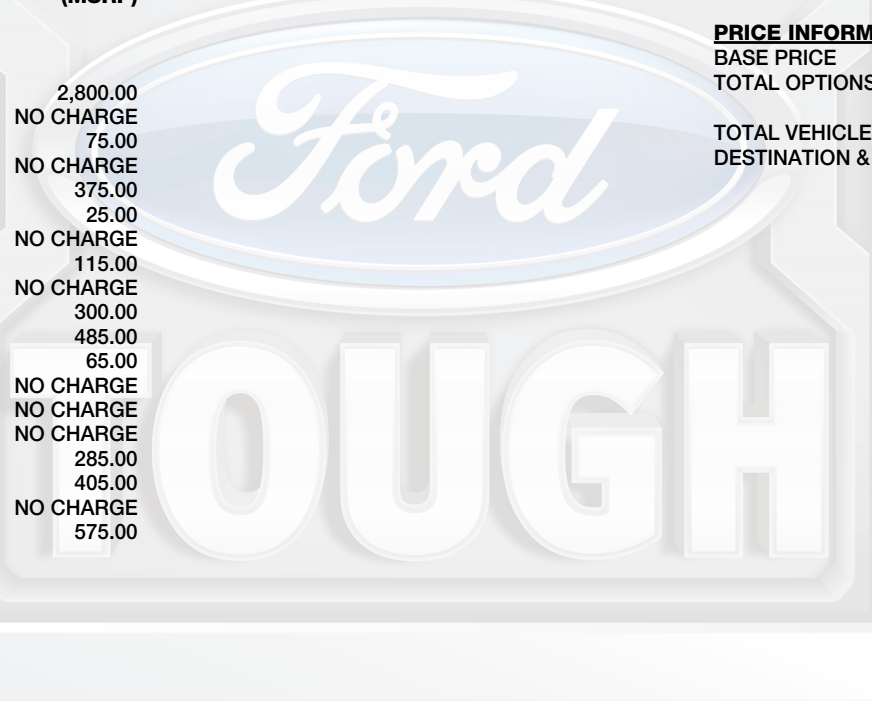 (MSRP)
2,800.00
NO CHARGE
75.00
NO CHARGE
375.00
25.00
NO CHARGE
115.00
NO CHARGE
300.00
485.00
65.00
NO CHARGE
NO CHARGE
NO CHARGE
285.00
405.00
NO CHARGE
575.00
PRICE INFORM
BASE PRICE
TOTAL OPTIONS
TOTAL VEHICLE
DESTINATION &
Ford
TOUGH